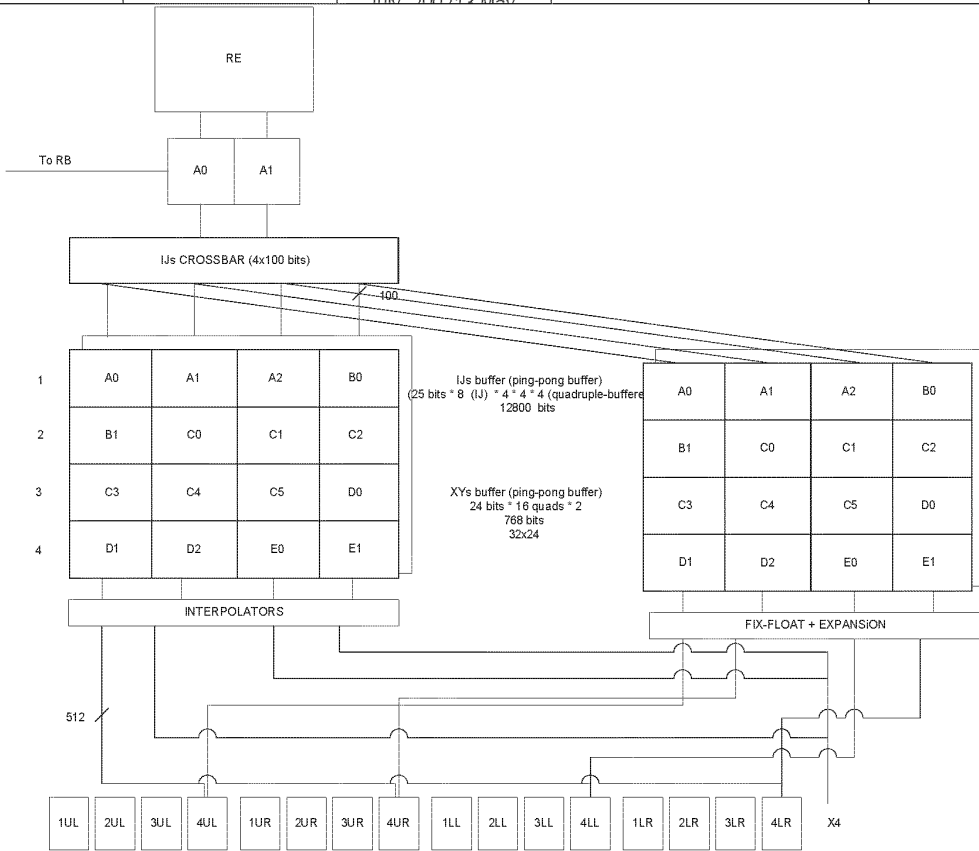 RE
To RB
A0
A1
IJs CROSSBAR (4x100 bits)
100
1
A0
A1
A2
B0
2
B1
C0
C1
C2
3
C3
C4
C5
D0
4
D1
D2
E0
E1
IJs buffer (ping-pong buffer)
(25 bits * 8 (IJ) * 4 * 4 * 4 (quadruple-buffere
12800 bits
XYs buffer (ping-pong buffer)
24 bits * 16 quads * 2
768 bits
32x24
A0
A1
A2
B0
B1
C0
C1
C2
C3
C4
C5
D0
D1
D2
E0
E1
INTERPOLATORS
FIX-FLOAT + EXPANSiON
512
1UL
2UL
3UL
4UL
1UR
2UR
3UR
4UR
1LL
2LL
3LL
4LL
1LR
2LR
3LR
4LR
X4